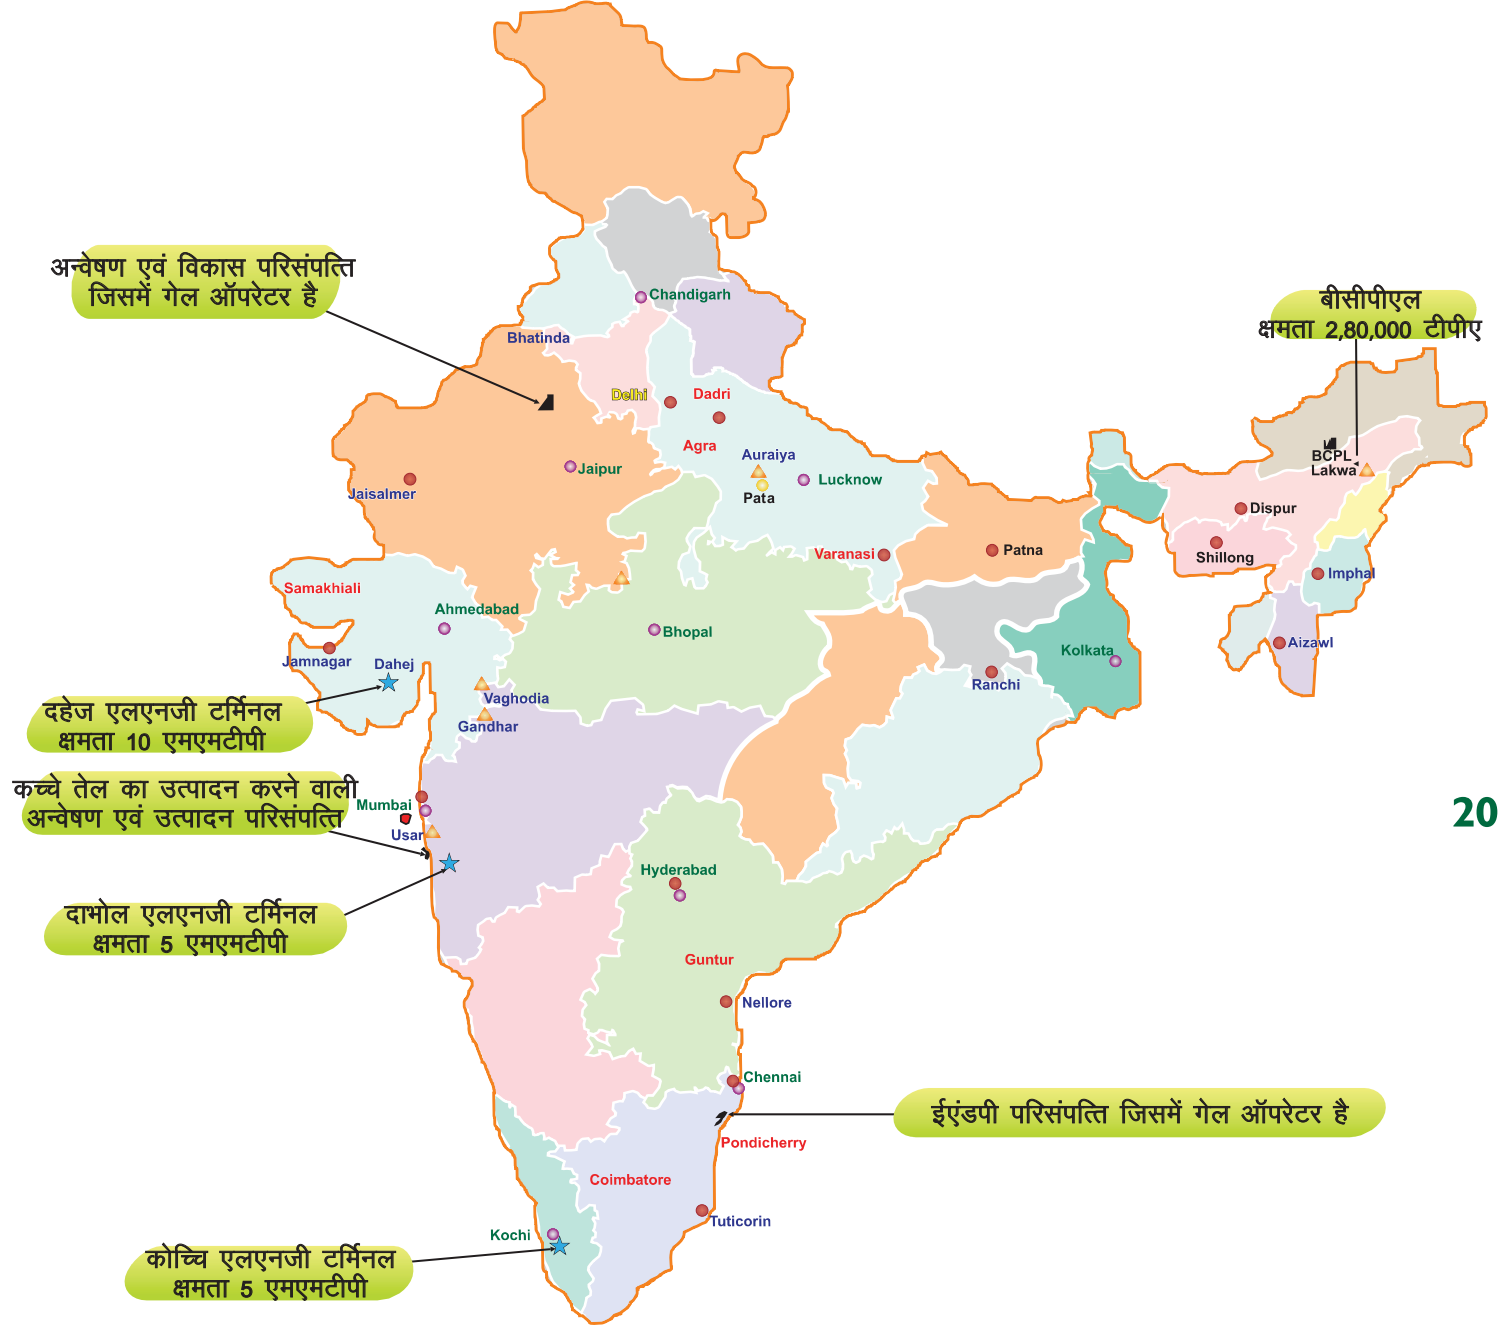 अन्वेषण एवं विकास परिसंपत्ति
जिसमें गेल ऑपरेटर है
Chandigarh
बीसीपीएल
क्षमता 2,80,000 टीपीए
Bhatinda
Delhi
Dadri
Agra
Auraiya
BCPL
Lakwa
Jaipur
Lucknow
Jaisalmer
Pata
Dispur
Varanasi
Patna
Shillong
Imphal
Samakhiali
Ahmedabad
Bhopal
Kolkata
Aizawl
Jamnagar
Dahej
Ranchi
Vaghodia
दहेज एलएनजी टर्मिनल
क्षमता 10 एमएमटीपी
Gandhar
कच्चे तेल का उत्पादन करने वाली
अन्वेषण एवं उत्पादन परिसंपत्ति
Mumbai
20
Usar
Hyderabad
दाभोल एलएनजी टर्मिनल
क्षमता 5 एमएमटीपी
Guntur
Nellore
Chennai
ईएंडपी परिसंपत्ति जिसमें गेल ऑपरेटर है
Pondicherry
Coimbatore
Tuticorin
Kochi
कोच्चि एलएनजी टर्मिनल
क्षमता 5 एमएमटीपी